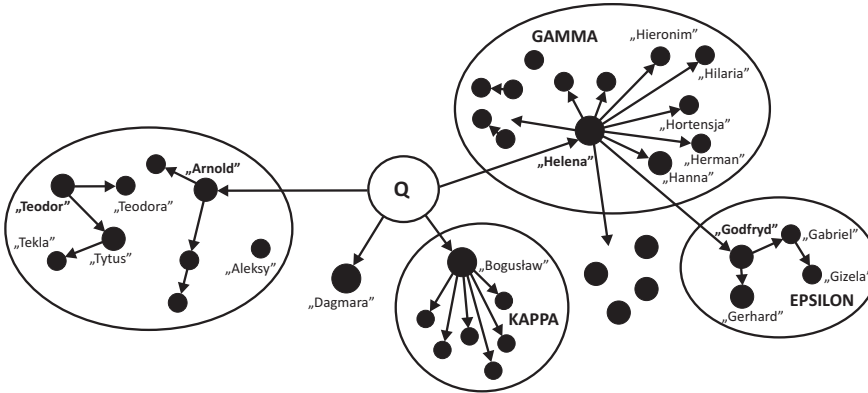 GAMMA
„Hieronim”
„Hilaria”
„Hortensja”
„Herman”
„Helena”
„Hanna”
„Arnold”
„Teodor”
„Teodora”
Q
„Tekla”
„Tytus”
„Aleksy”
„Dagmara”
„Bogusław”
KAPPA
„Godfryd”
„Gabriel”
„Gizela”
„Gerhard”
EPSILON